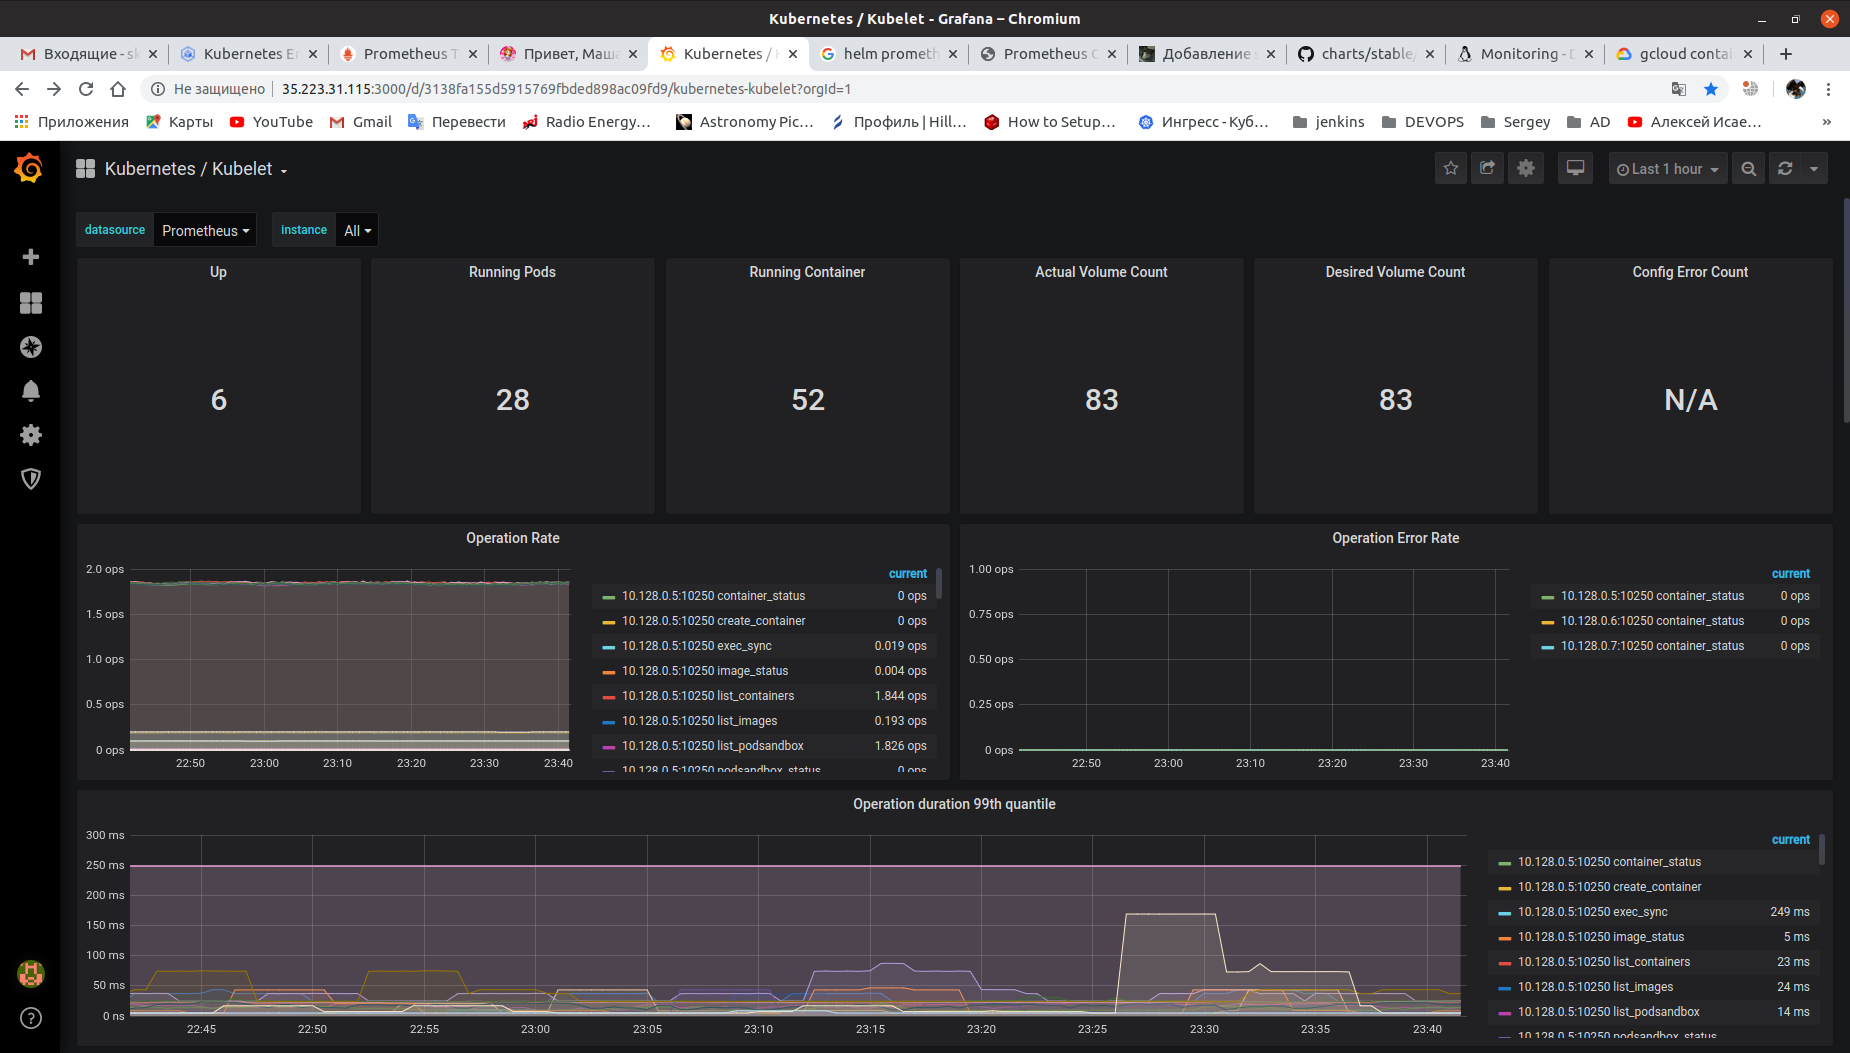 Kubernetes / Kubelet - Grafana – Chromium
Входящие - sk
Kubernetes En
Prometheus T
Привет, Маша
Kubernetes /
helm prometh
Prometheus
Добавление
charts/stable/
Monitoring -
gcloud contai
Не защищено
35.223.31.115:3000/d/3138fa155d5915769fbded898ac09fd9/kubernetes-kubelet?orgId=1
Приложения
Карты
YouTube
Gmail
Перевести
Radio Energy…
Astronomy Pic…
Профиль | Hill…
How to Setup…
Ингресс - Куб…
jenkins
DEVOPS
Sergey
AD
Алексей Исае…
»
Kubernetes / Kubelet
Last 1 hour
datasource Prometheus
instance All
Up
Running Pods
Running Container
Actual Volume Count
Desired Volume Count
Config Error Count
6
28
52
83
83
N/A
Operation Rate
2.0 ops
1.5 ops
1.0 ops
0.5 ops
0 ops
22:50 23:00 23:10 23:20 23:30 23:40
current
10.128.0.5:10250 container_status 0 ops
10.128.0.5:10250 create_container 0 ops
10.128.0.5:10250 exec_sync 0.019 ops
10.128.0.5:10250 image_status 0.004 ops
10.128.0.5:10250 list_containers 1.844 ops
10.128.0.5:10250 list_images 0.193 ops
10.128.0.5:10250 list_podsandbox 1.826 ops
10.128.0.5:10250 podsandbox_status 0 ops
Operation Error Rate
1.00 ops
0.75 ops
0.50 ops
0.25 ops
0 ops
22:50 23:00 23:10 23:20 23:30 23:40
current
10.128.0.5:10250 container_status 0 ops
10.128.0.6:10250 container_status 0 ops
10.128.0.7:10250 container_status 0 ops
Operation duration 99th quantile
300 ms
250 ms
200 ms
150 ms
100 ms
50 ms
0 ns
22:45 22:50 22:55 23:00 23:05 23:10 23:15 23:20 23:25 23:30 23:35 23:40
current
10.128.0.5:10250 container_status
10.128.0.5:10250 create_container
10.128.0.5:10250 exec_sync 249 ms
10.128.0.5:10250 image_status 5 ms
10.128.0.5:10250 list_containers 23 ms
10.128.0.5:10250 list_images 24 ms
10.128.0.5:10250 list_podsandbox 14 ms
10.128.0.5:10250 podsandbox_status